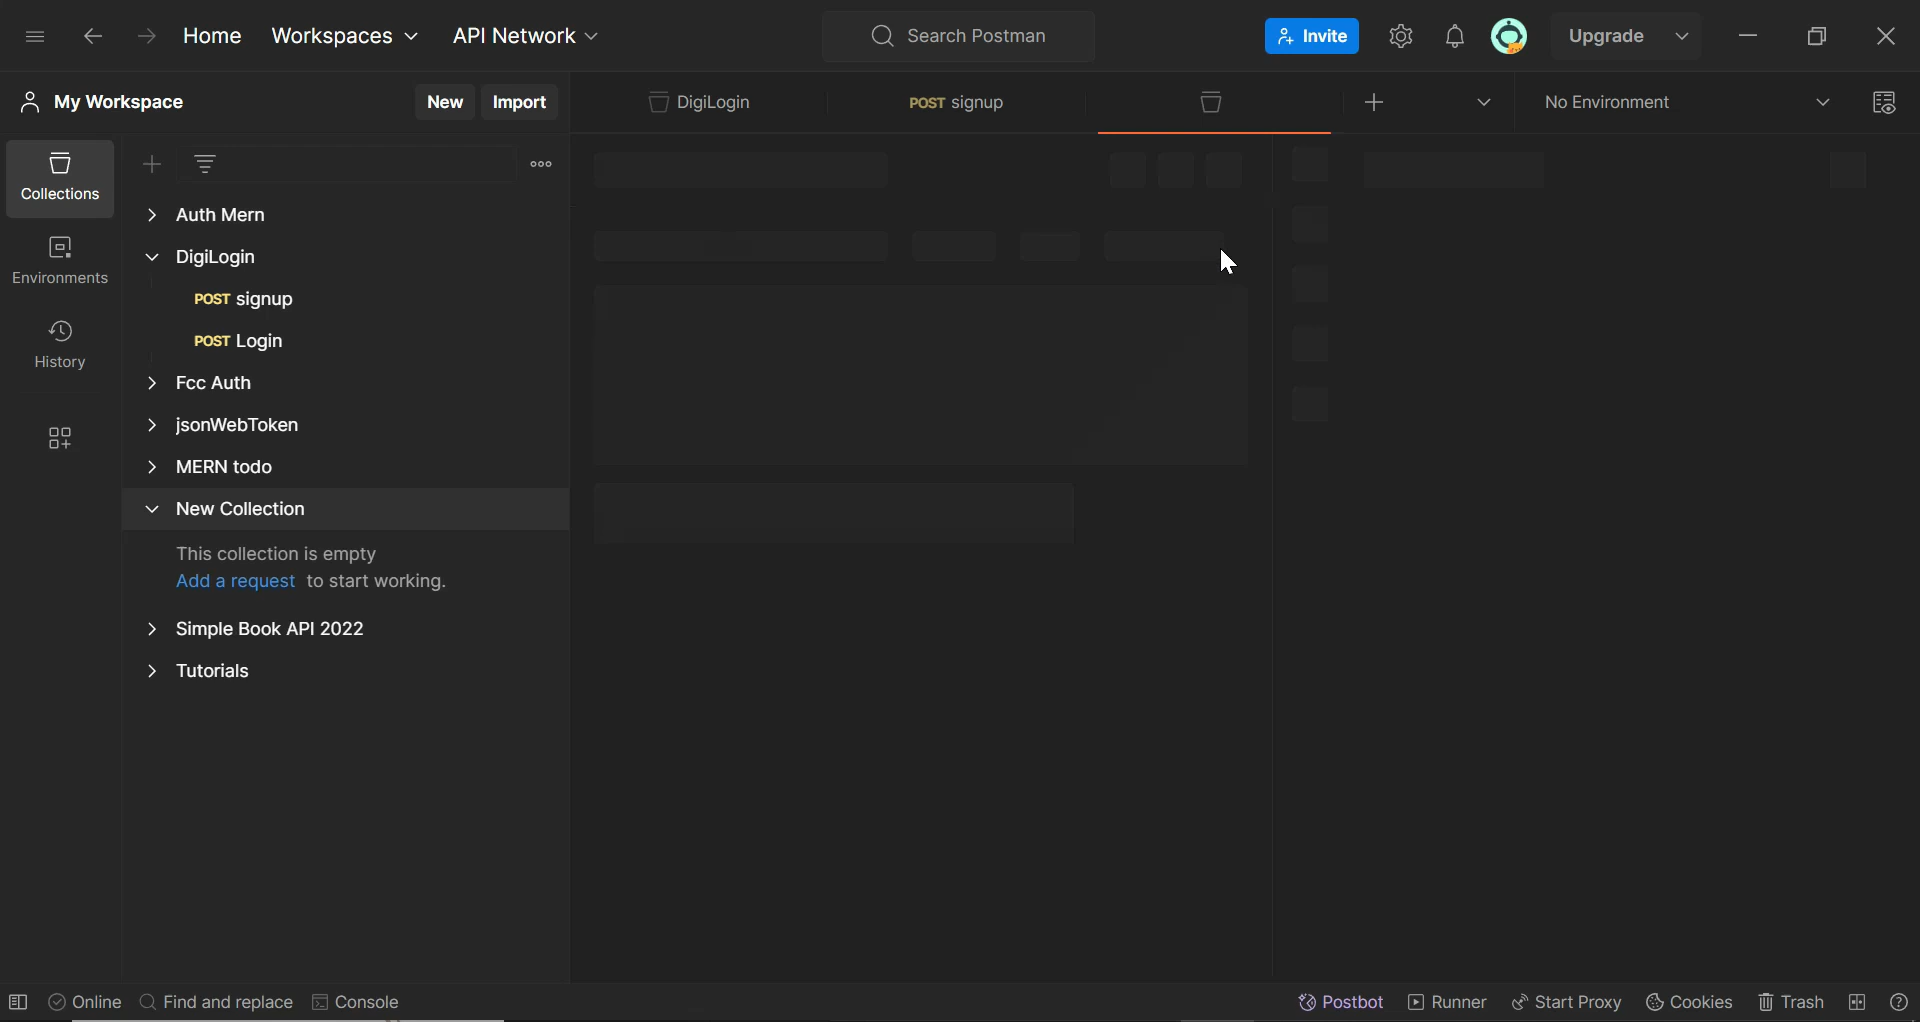 Home Workspaces API Network Search Postman Invite Upgrade
My Workspace New Import DigiLogin POST signup No Environment
Collections
Environments
History
Auth Mern
DigiLogin
POST signup
POST Login
Fcc Auth
jsonWebToken
MERN todo
New Collection
This collection is empty
Add a request to start working.
Simple Book API 2022
Tutorials
Online Find and replace Console Postbot Runner Start Proxy Cookies Trash